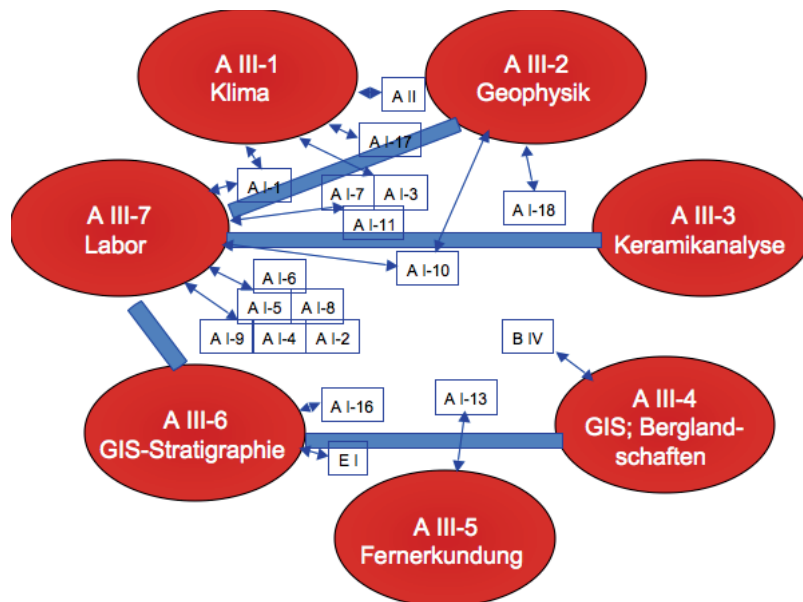 A III-1
Klima
A III-2
Geophysik
A II
A I-17
A I-1
A I-7
A I-3
A I-11
A I-18
A III-7
Labor
A III-3
Keramikanalyse
A I-10
A I-6
A I-5
A I-8
A I-9
A I-4
A I-2
B IV
A III-6
GIS-Stratigraphie
A I-16
A I-13
E I
A III-4
GIS; Bergland-
schaften
A III-5
Fernerkundung